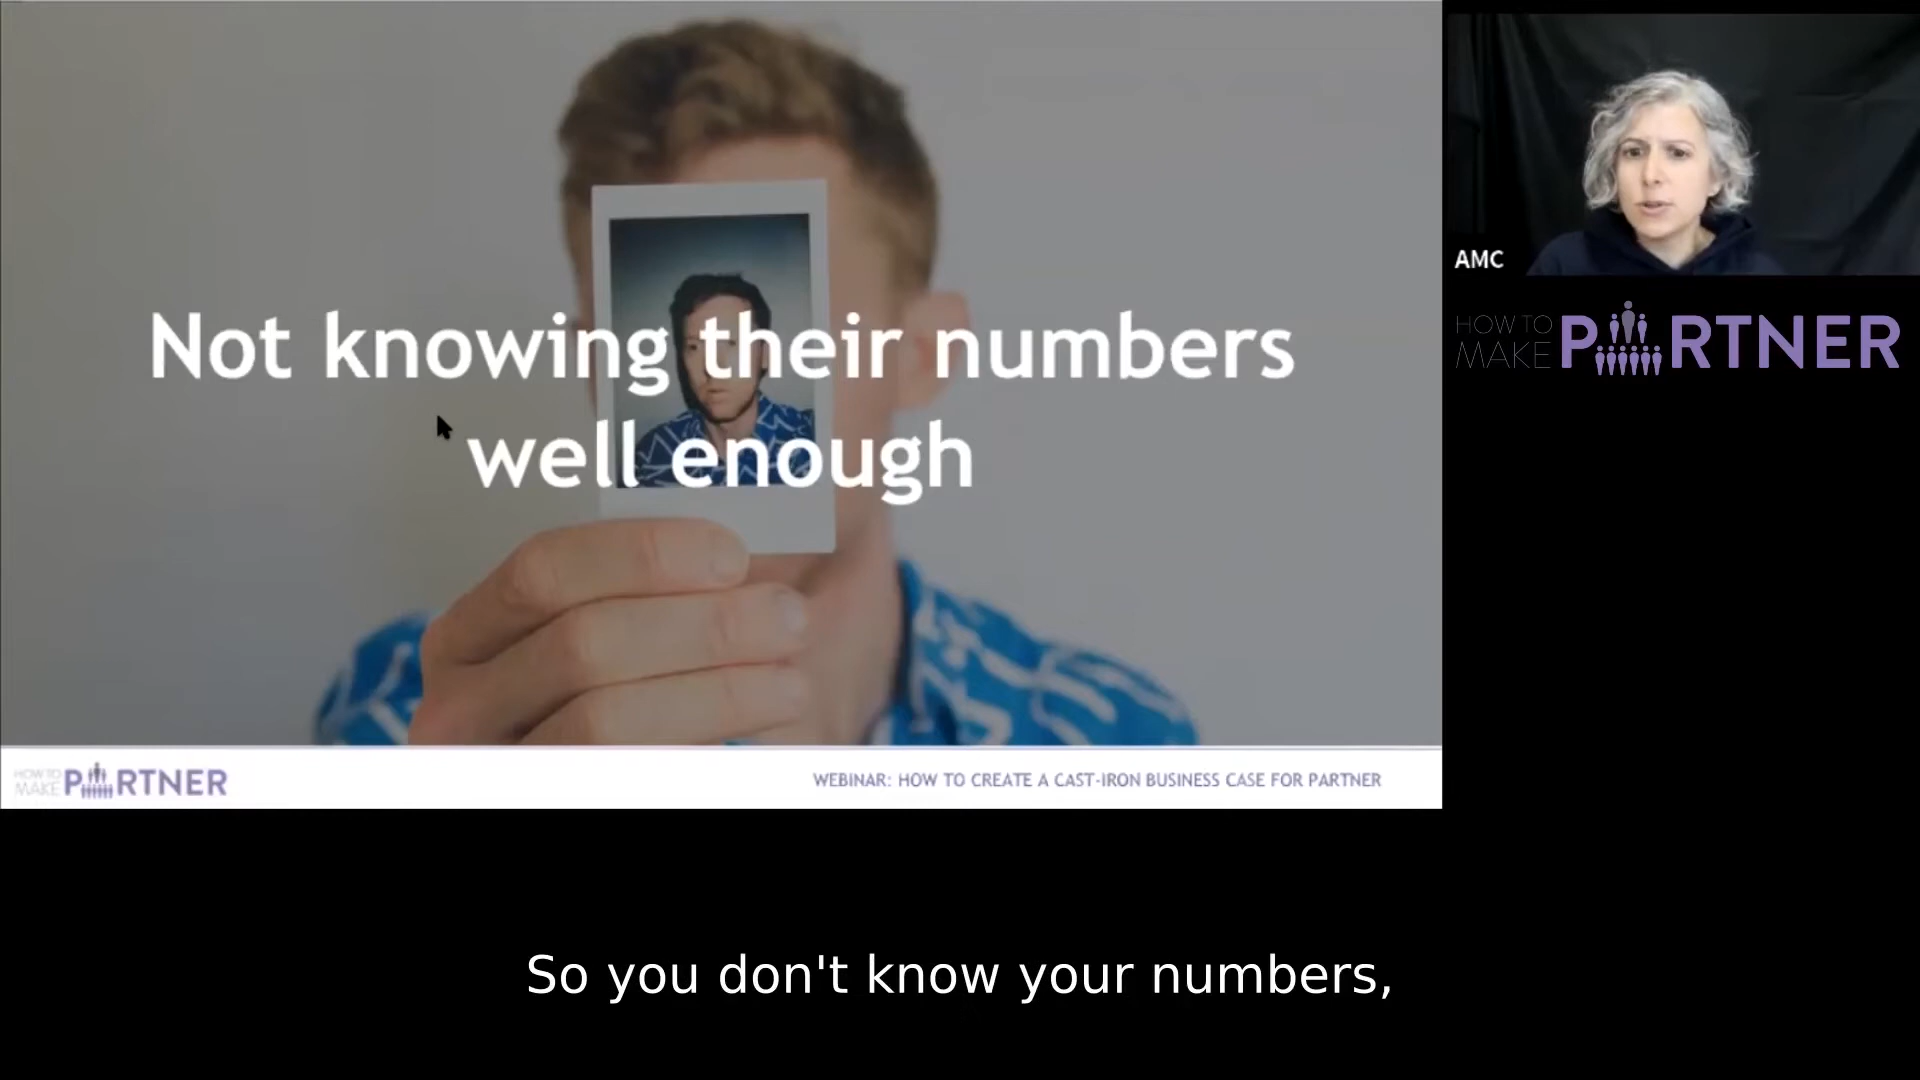 Not knowing their numbers
well enough
AMC
HOW TO
MAKE PARTNER
HOW TO
MAKE PARTNER
WEBINAR: HOW TO CREATE A CAST-IRON BUSINESS CASE FOR PARTNER
So you don't know your numbers,